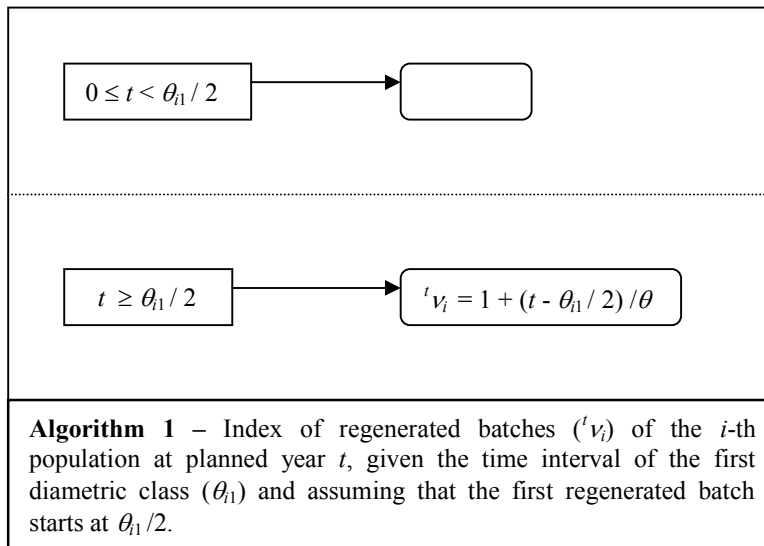 0 ≤ t < θi1 / 2
t ≥ θi1 / 2
tνi = 1 + (t - θi1 / 2) /θ
Algorithm 1 – Index of regenerated batches (tνi) of the i-th
population at planned year t, given the time interval of the first
diametric class (θi1) and assuming that the first regenerated batch
starts at θi1 /2.